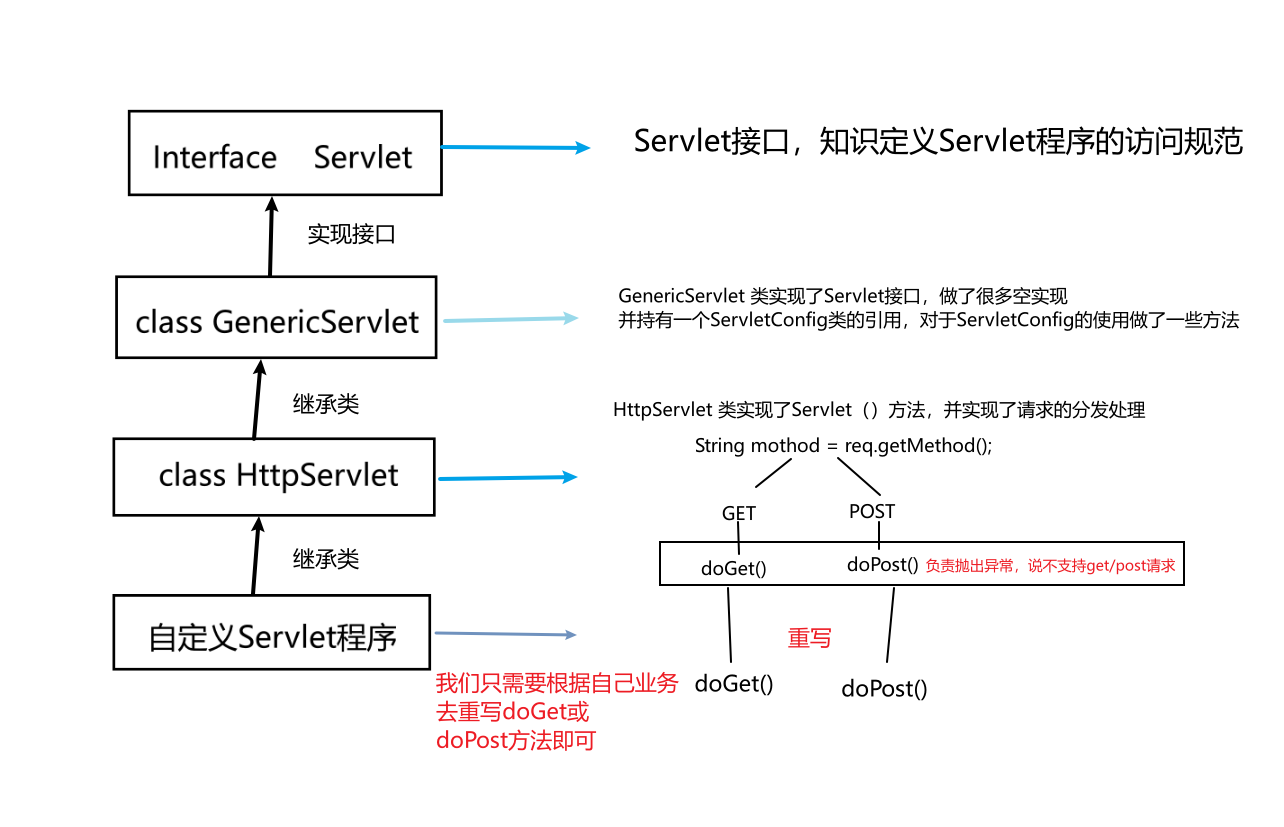 Interface Servlet
Servlet接口，知识定义Servlet程序的访问规范
实现接口
class GenericServlet
GenericServlet 类实现了Servlet接口，做了很多空实现
并持有一个ServletConfig类的引用，对于ServletConfig的使用做了一些方法
继承类
HttpServlet 类实现了Servlet（）方法，并实现了请求的分发处理
String mothod = req.getMethod();
class HttpServlet
GET
POST
继承类
doGet()
doPost() 负责抛出异常，说不支持get/post请求
自定义Servlet程序
重写
我们只需要根据自己业务
去重写doGet或
doPost方法即可
doGet()
doPost()